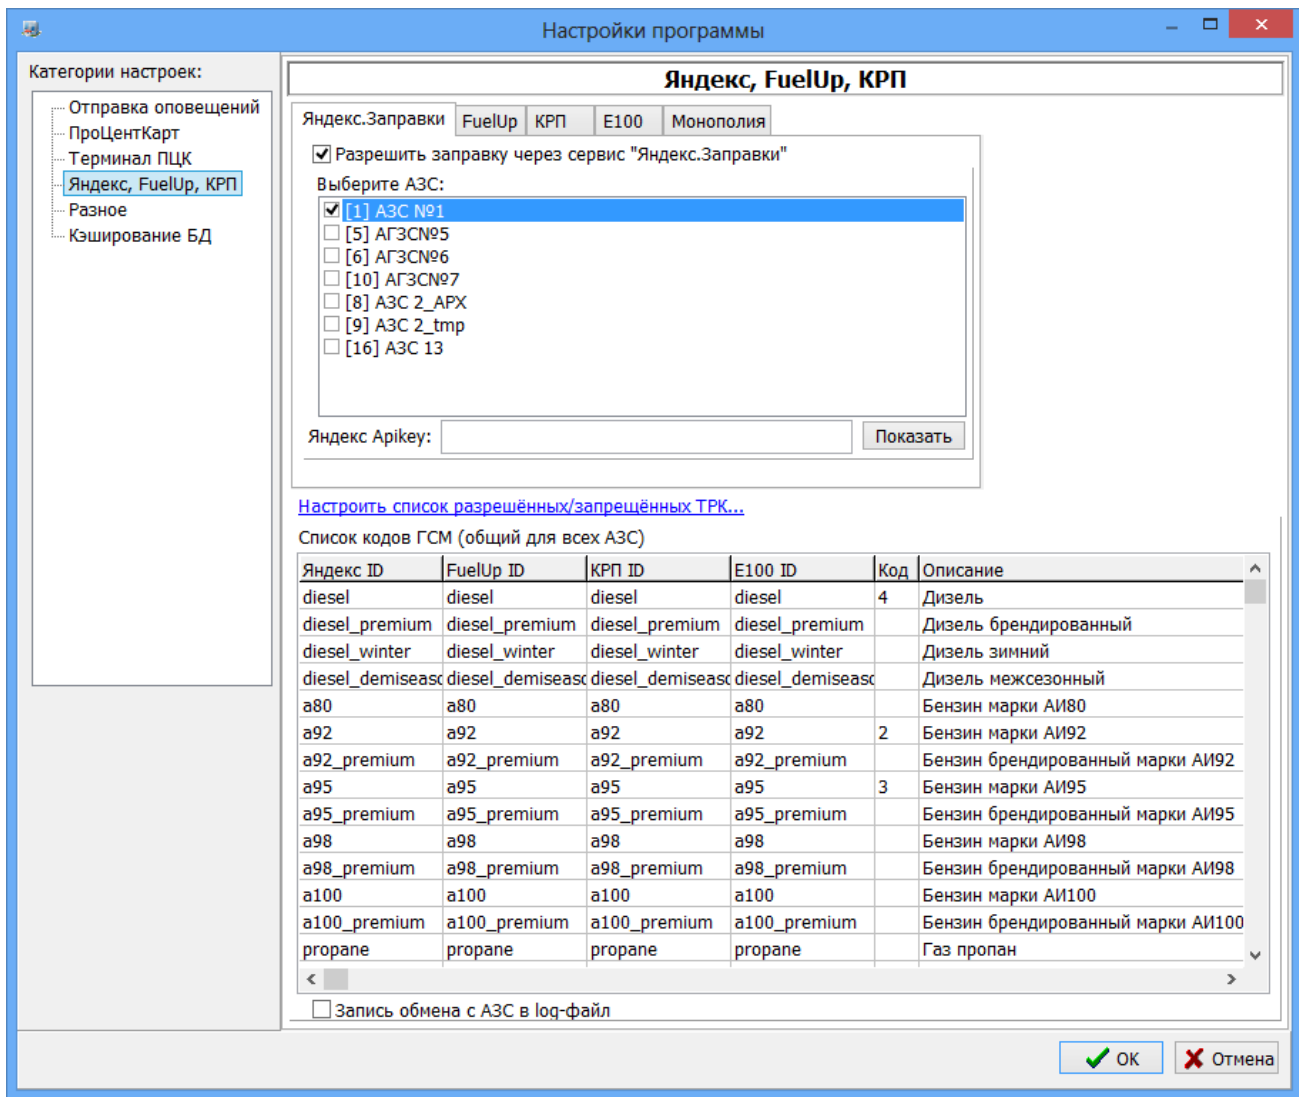 Настройки программы
Категории настроек:
Отправка оповещений
ПроЦентКарт
Терминал ПЦК
Яндекс, FuelUp, КРП
Разное
Кэширование БД
Яндекс, FuelUp, КРП
Яндекс.Заправки FuelUp КРП E100 Монополия
Разрешить заправку через сервис "Яндекс.Заправки"
Выберите АЗС:
[1] АЗС №1
[5] АГЗС№5
[6] АГЗС№6
[10] АГЗС№7
[8] АЗС 2_АРХ
[9] АЗС 2_tmp
[16] АЗС 13
Яндекс Apikey: Показать
Настроить список разрешённых/запрещённых ТРК...
Список кодов ГСМ (общий для всех АЗС)
Яндекс ID FuelUp ID КРП ID E100 ID Код Описание
diesel diesel diesel diesel 4 Дизель
diesel_premium diesel_premium diesel_premium diesel_premium Дизель брендированный
diesel_winter diesel_winter diesel_winter diesel_winter Дизель зимний
diesel_demiseasc diesel_demiseasc diesel_demiseasc diesel_demiseasc Дизель межсезонный
a80 a80 a80 a80 Бензин марки АИ80
a92 a92 a92 a92 2 Бензин марки АИ92
a92_premium a92_premium a92_premium a92_premium Бензин брендированный марки АИ92
a95 a95 a95 a95 3 Бензин марки АИ95
a95_premium a95_premium a95_premium a95_premium Бензин брендированный марки АИ95
a98 a98 a98 a98 Бензин марки АИ98
a98_premium a98_premium a98_premium a98_premium Бензин брендированный марки АИ98
a100 a100 a100 a100 Бензин марки АИ100
a100_premium a100_premium a100_premium a100_premium Бензин брендированный марки АИ100
propane propane propane propane Газ пропан
Запись обмена с АЗС в log-файл
OK Отмена